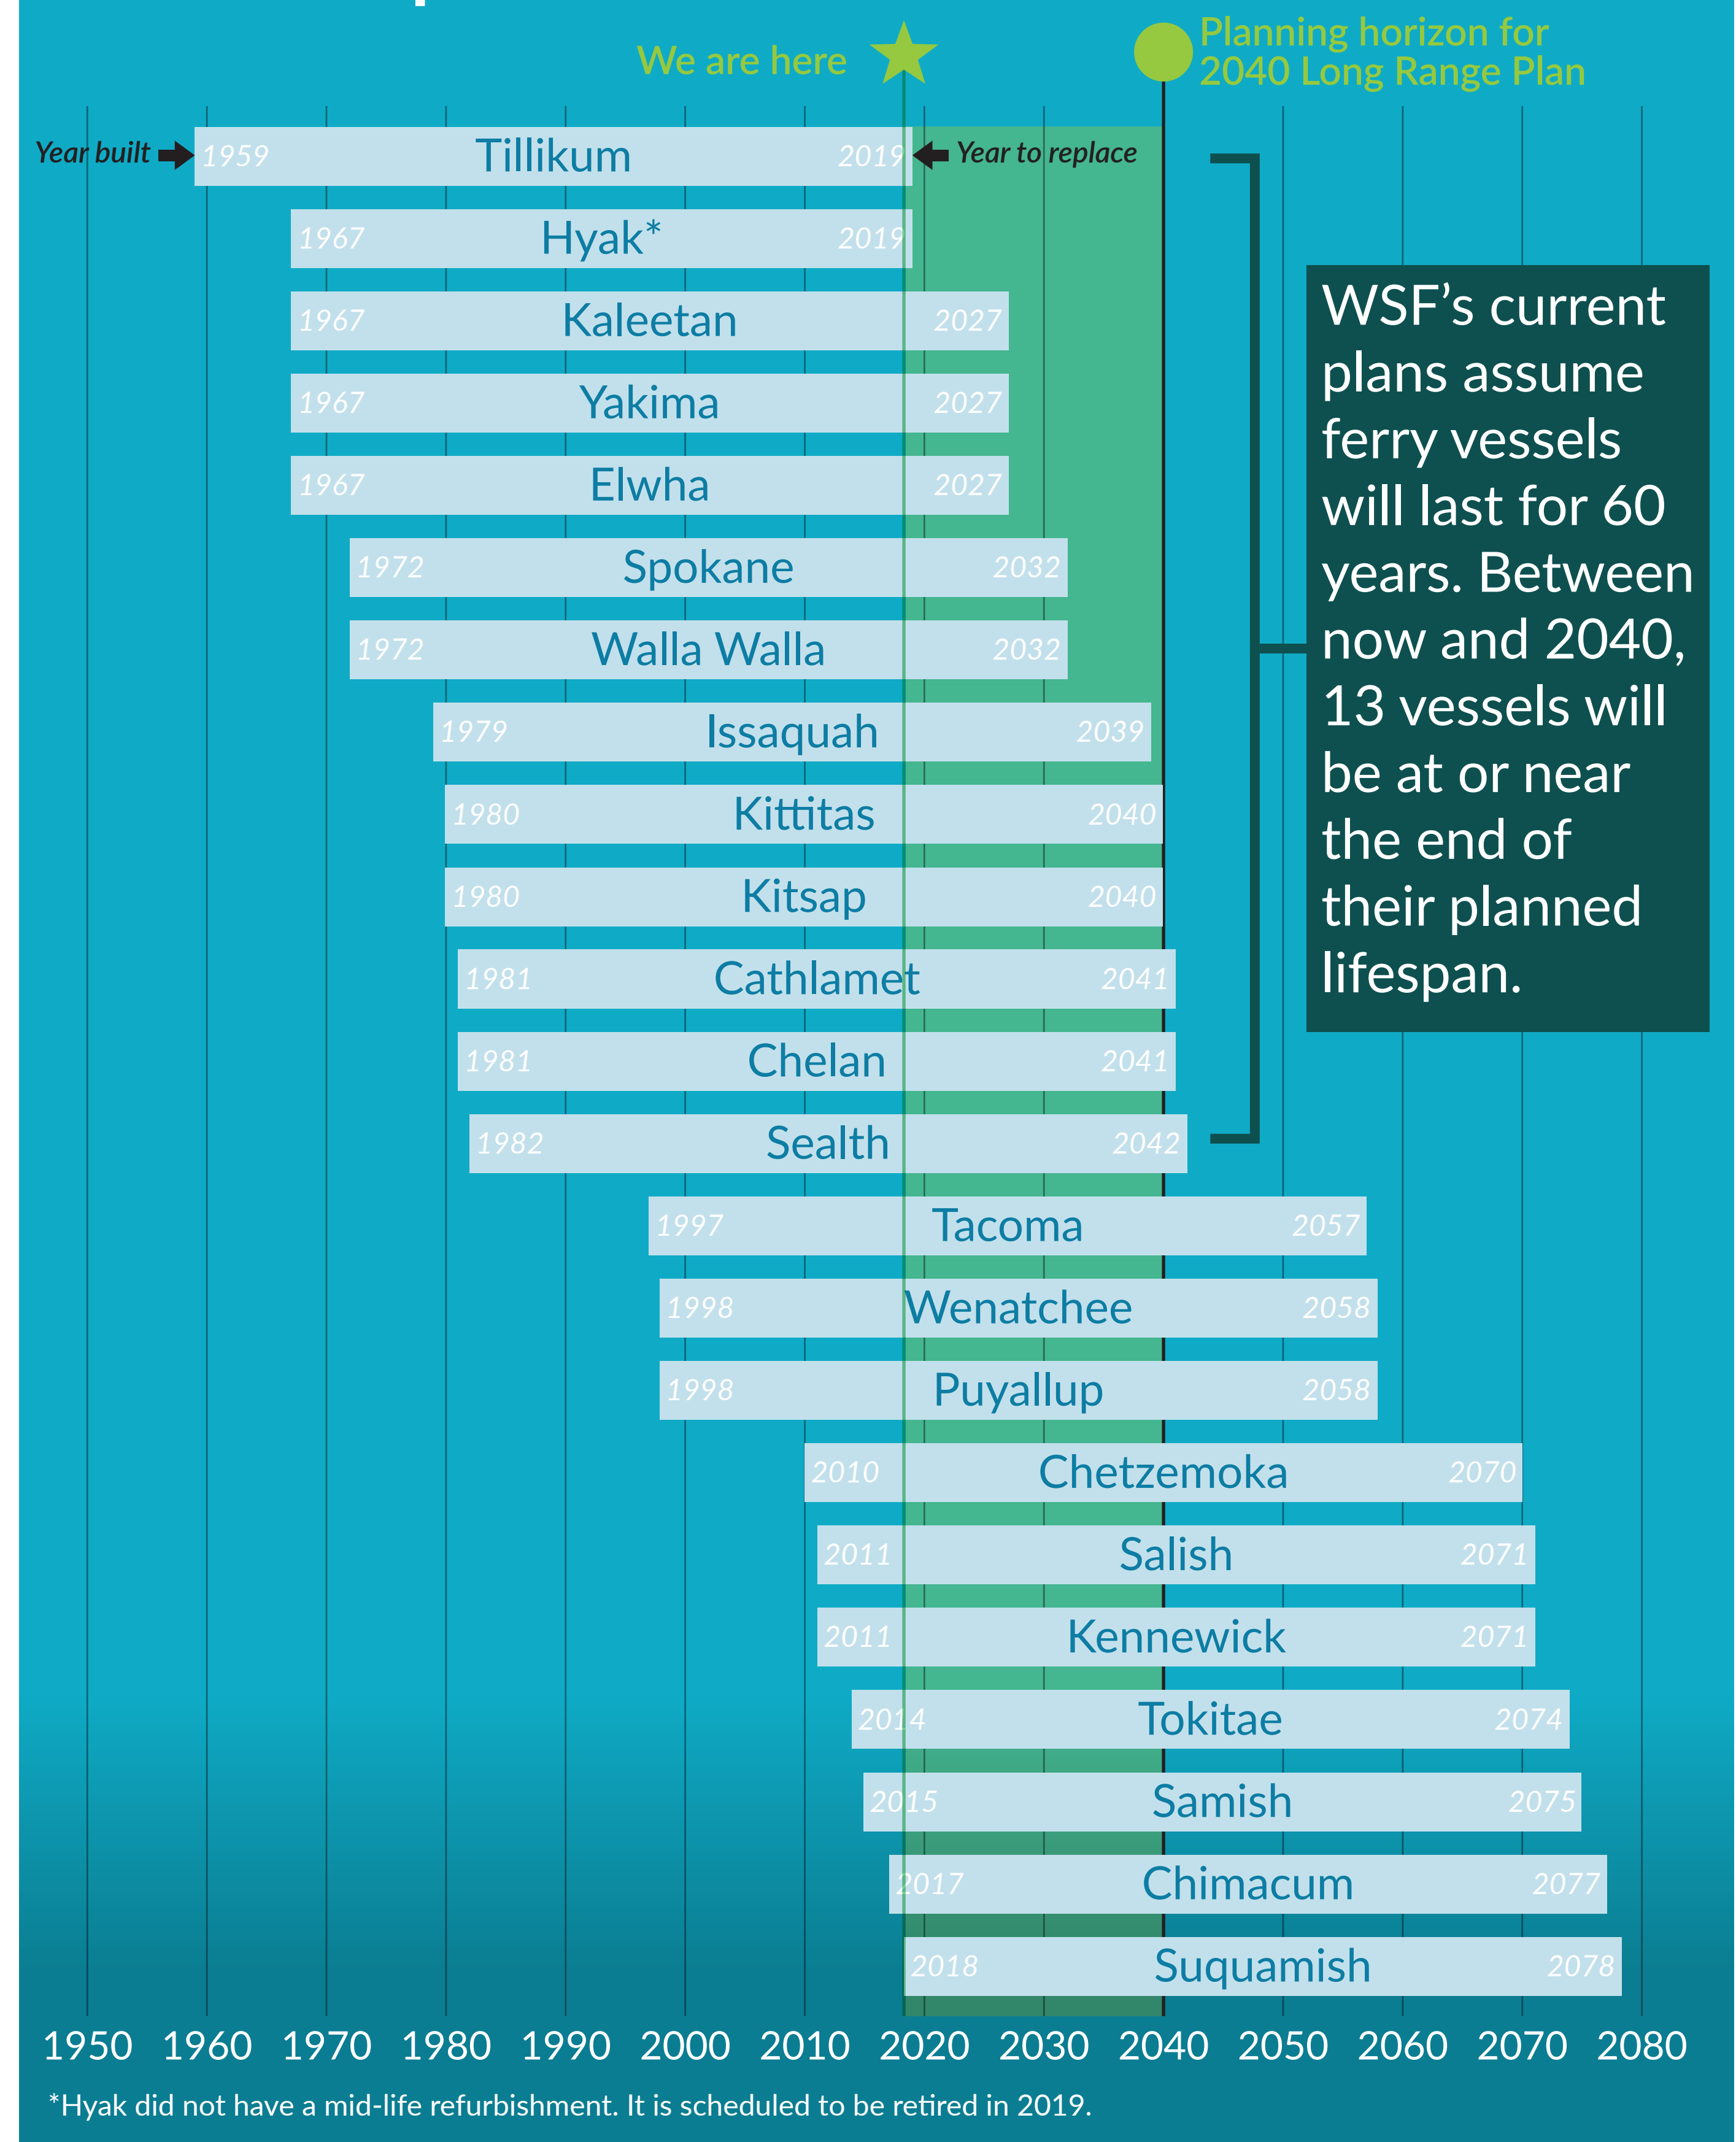 We are here
Planning horizon for
2040 Long Range Plan
Year built
1959 Tillikum 2019
Year to replace
1967 Hyak* 2019
1967 Kaleetan 2027
1967 Yakima 2027
1967 Elwha 2027
1972 Spokane 2032
1972 Walla Walla 2032
1979 Issaquah 2039
1980 Kittitas 2040
1980 Kitsap 2040
1981 Cathlamet 2041
1981 Chelan 2041
1982 Sealth 2042
WSF’s current
plans assume
ferry vessels
will last for 60
years. Between
now and 2040,
13 vessels will
be at or near
the end of
their planned
lifespan.
1997 Tacoma 2057
1998 Wenatchee 2058
1998 Puyallup 2058
2010 Chetzemoka 2070
2011 Salish 2071
2011 Kennewick 2071
2014 Tokitae 2074
2015 Samish 2075
2017 Chimacum 2077
2018 Suquamish 2078
1950 1960 1970 1980 1990 2000 2010 2020 2030 2040 2050 2060 2070 2080
*Hyak did not have a mid-life refurbishment. It is scheduled to be retired in 2019.